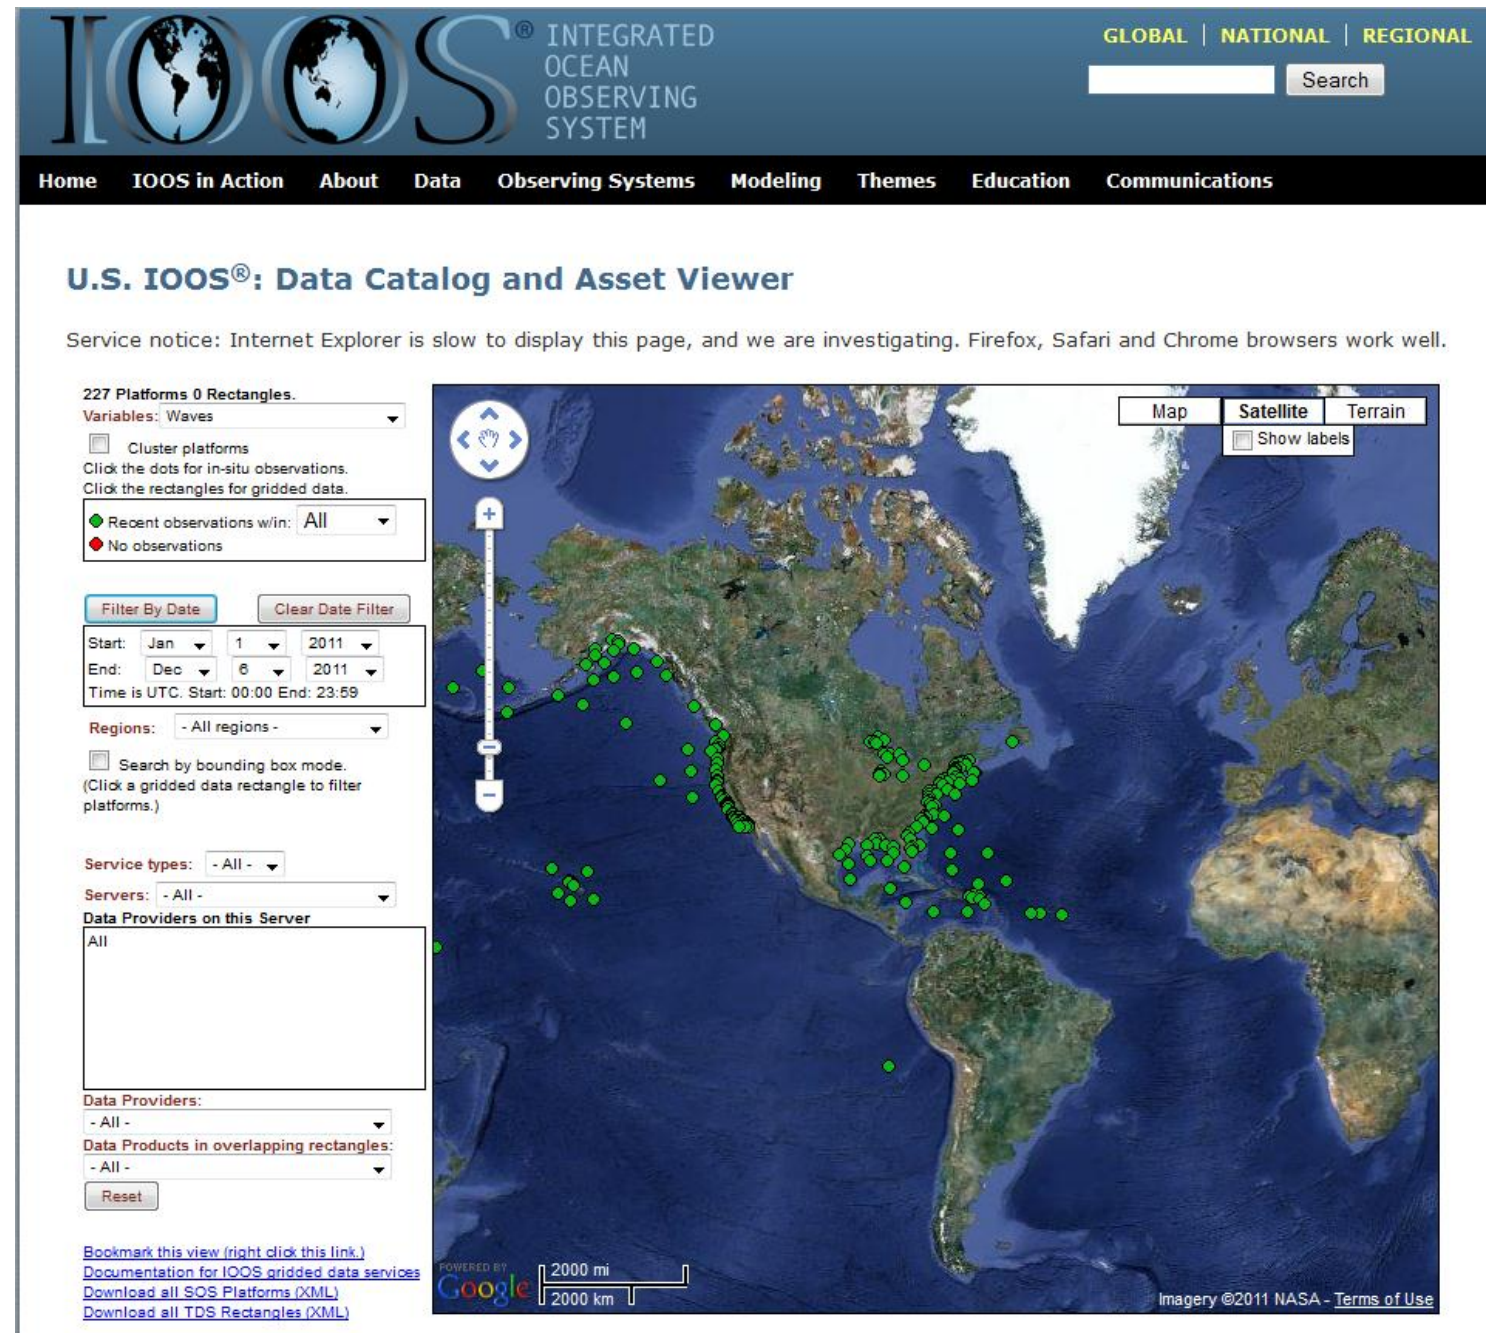 IOOS® INTEGRATED
OCEAN
OBSERVING
SYSTEM
GLOBAL | NATIONAL | REGIONAL
Search
Home IOOS in Action About Data Observing Systems Modeling Themes Education Communications
U.S. IOOS®: Data Catalog and Asset Viewer
Service notice: Internet Explorer is slow to display this page, and we are investigating. Firefox, Safari and Chrome browsers work well.
227 Platforms 0 Rectangles.
Variables: Waves
Cluster platforms
Click the dots for in-situ observations.
Click the rectangles for gridded data.
Recent observations w/in: All
No observations
Filter By Date Clear Date Filter
Start: Jan 1 2011
End: Dec 6 2011
Time is UTC. Start: 00:00 End: 23:59
Regions: - All regions -
Search by bounding box mode.
(Click a gridded data rectangle to filter
platforms.)
Service types: - All -
Servers: - All -
Data Providers on this Server
All
Data Providers:
- All -
Data Products in overlapping rectangles:
- All -
Reset
Bookmark this view (right click this link.)
Documentation for IOOS gridded data services
Download all SOS Platforms (XML)
Download all TDS Rectangles (XML)
Map Satellite Terrain
Show labels
POWERED BY
Google
2000 mi
2000 km
Imagery ©2011 NASA - Terms of Use